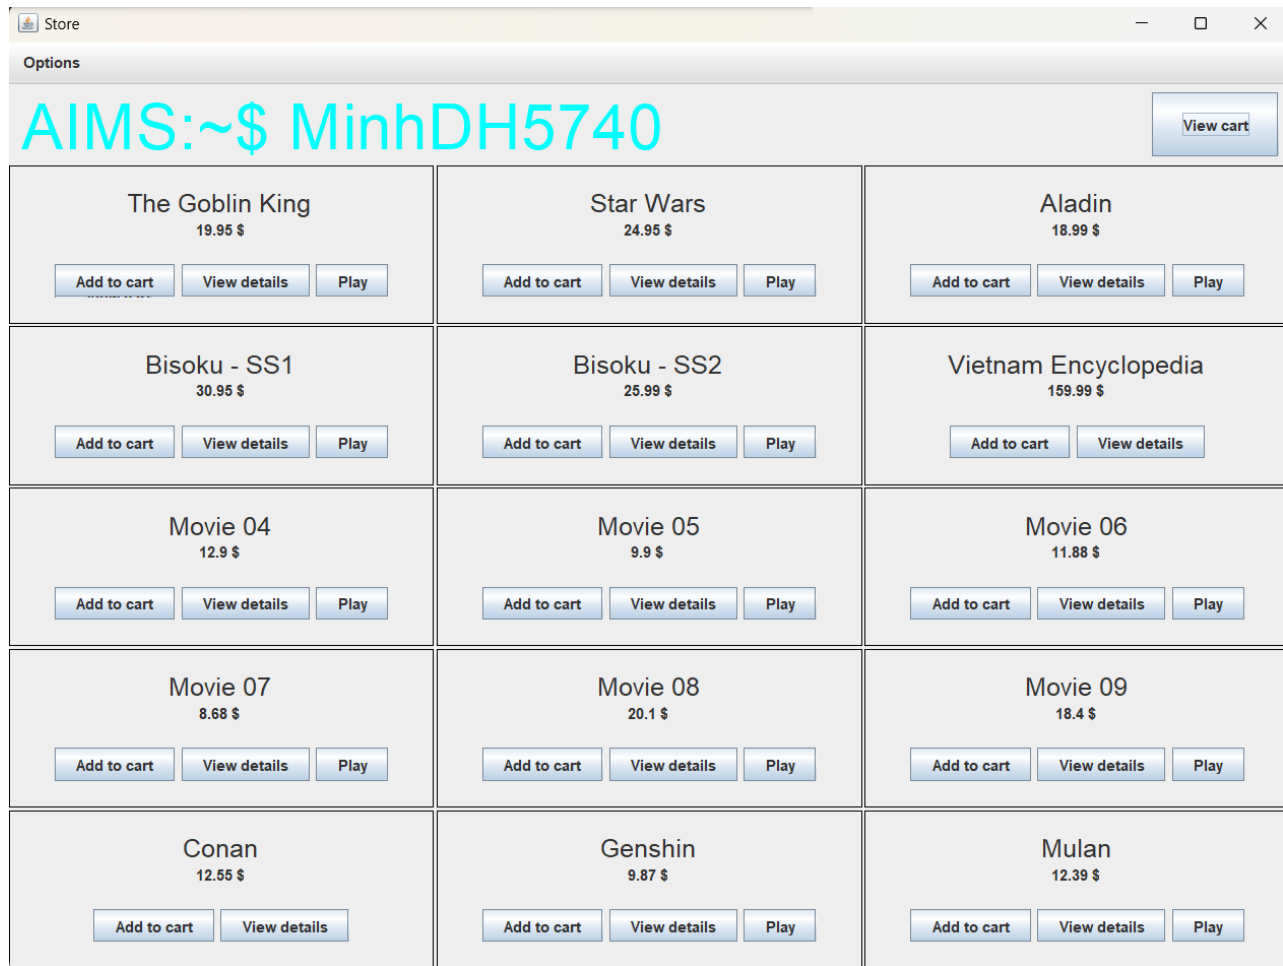 Store
Options
AIMS:~$ MinhDH5740
View cart
The Goblin King
19.95 $
Add to cart View details Play
Star Wars
24.95 $
Add to cart View details Play
Aladin
18.99 $
Add to cart View details Play
Bisoku - SS1
30.95 $
Add to cart View details Play
Bisoku - SS2
25.99 $
Add to cart View details Play
Vietnam Encyclopedia
159.99 $
Add to cart View details
Movie 04
12.9 $
Add to cart View details Play
Movie 05
9.9 $
Add to cart View details Play
Movie 06
11.88 $
Add to cart View details Play
Movie 07
8.68 $
Add to cart View details Play
Movie 08
20.1 $
Add to cart View details Play
Movie 09
18.4 $
Add to cart View details Play
Conan
12.55 $
Add to cart View details
Genshin
9.87 $
Add to cart View details Play
Mulan
12.39 $
Add to cart View details Play